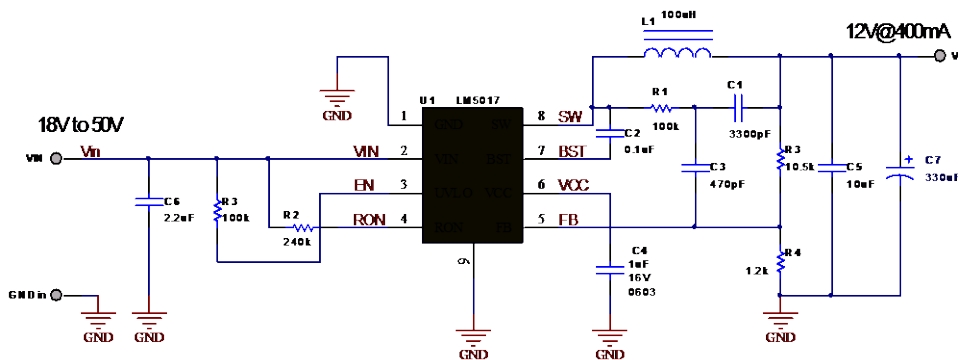 L1
100uH
12V@400mA
V
U1
LM5017
R1
C1
GND
1
GND
SW
8
SW
100k
3300pF
18V to 50V
C2
0.1uF
VIN
Vin
VIN
2
VIN
BST
7
BST
R3
10.5k
C3
470pF
C5
10uF
C7
330uF
+
C6
2.2uF
R3
100k
EN
3
UVLO
VCC
6
VCC
R2
240k
RON
4
RON
FB
5
FB
9
C4
1uF
16V
0603
R4
1.2k
GND in
GND
GND
GND
GND
GND